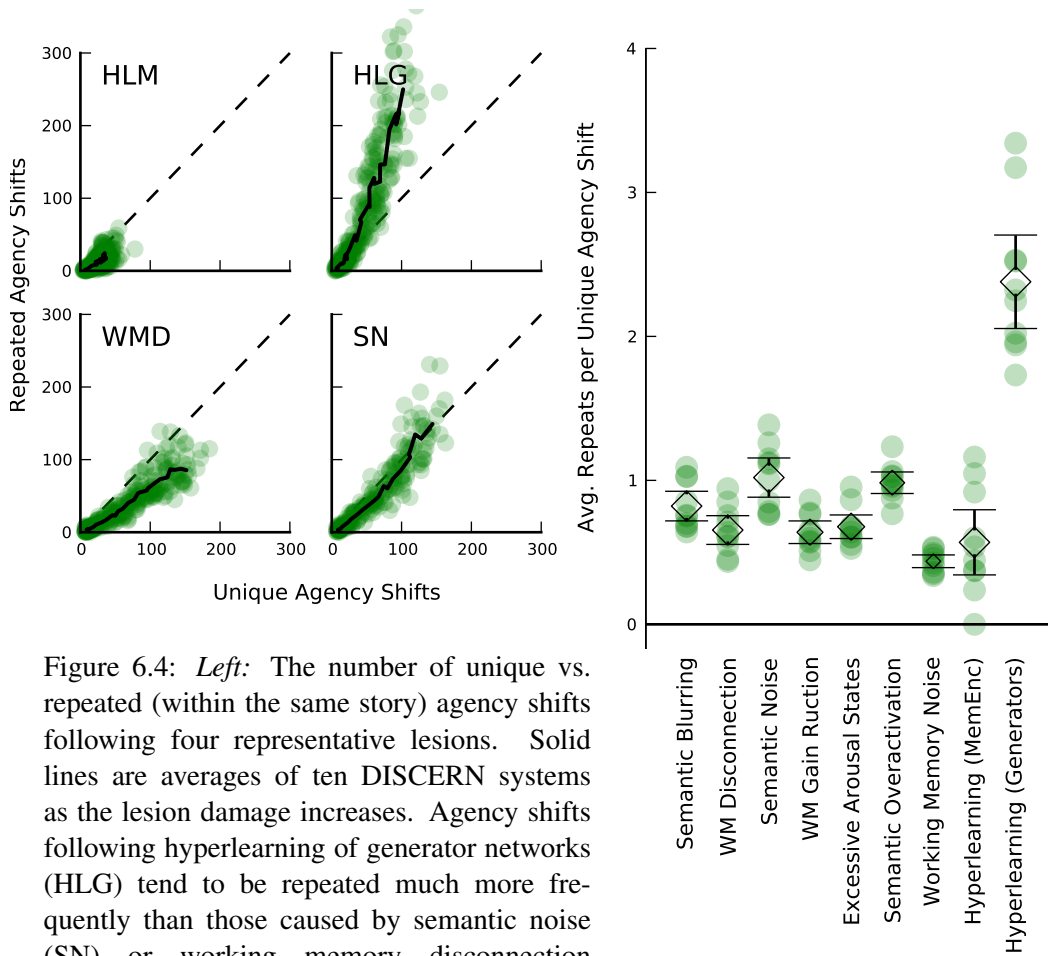 Repeated Agency Shifts
300
200
100
0
HLM
HLG
300
200
100
0
WMD
SN
0
100
200
300
0
100
200
300
Unique Agency Shifts
Avg. Repeats per Unique Agency Shift
4
3
2
1
0
Semantic Blurring
WM Disconnection
Semantic Noise
WM Gain Ruction
Excessive Arousal States
Semantic Overactivation
Working Memory Noise
Hyperlearning (MemEnc)
Hyperlearning (Generators)
Figure 6.4: Left: The number of unique vs.
repeated (within the same story) agency shifts
following four representative lesions. Solid
lines are averages of ten DISCERN systems
as the lesion damage increases. Agency shifts
following hyperlearning of generator networks
(HLG) tend to be repeated much more fre-
quently than those caused by semantic noise
(SN) or working memory disconnection